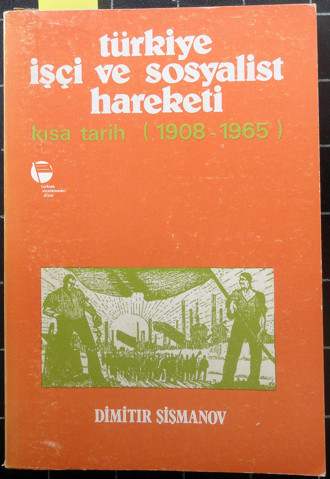 türkiye
işçi ve sosyalist
hareketi
kısa tarih ( 1908-1965 )
DİMİTIR ŞİŞMANOV